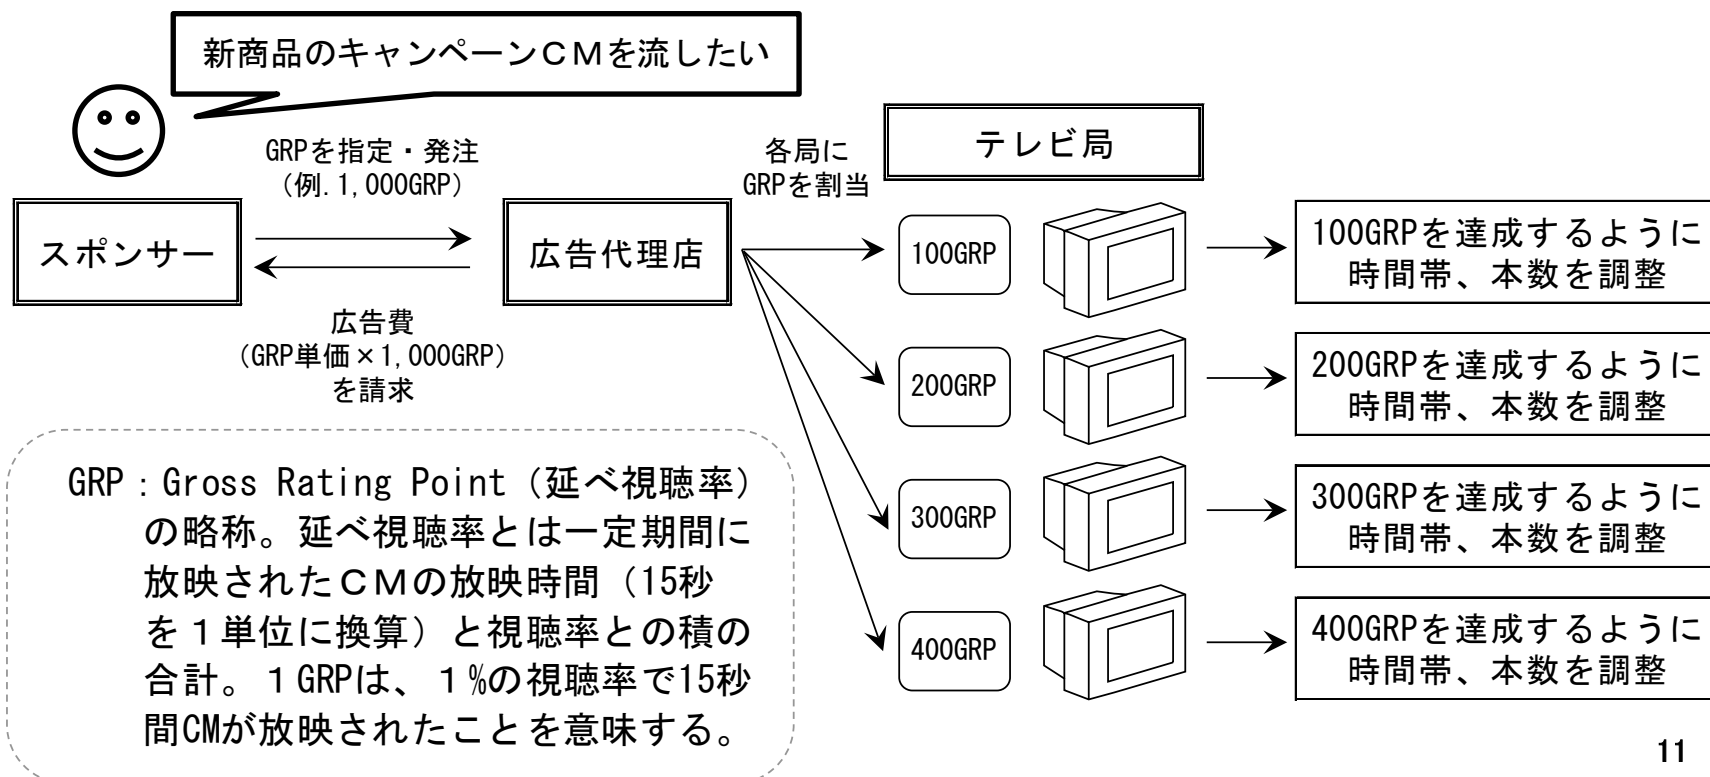 新商品のキャンペーンCMを流したい
GRPを指定・発注
(例.1,000GRP)
スポンサー
広告代理店
広告費
(GRP単価×1,000GRP)
を請求
各局に
GRPを割当
テレビ局
100GRP
100GRPを達成するように
時間帯、本数を調整
200GRP
200GRPを達成するように
時間帯、本数を調整
300GRP
300GRPを達成するように
時間帯、本数を調整
400GRP
400GRPを達成するように
時間帯、本数を調整
GRP：Gross Rating Point（延べ視聴率）
の略称。延べ視聴率とは一定期間に
放映されたCMの放映時間（15秒
を１単位に換算）と視聴率との積の
合計。１GRPは、１%の視聴率で15秒
間CMが放映されたことを意味する。
11